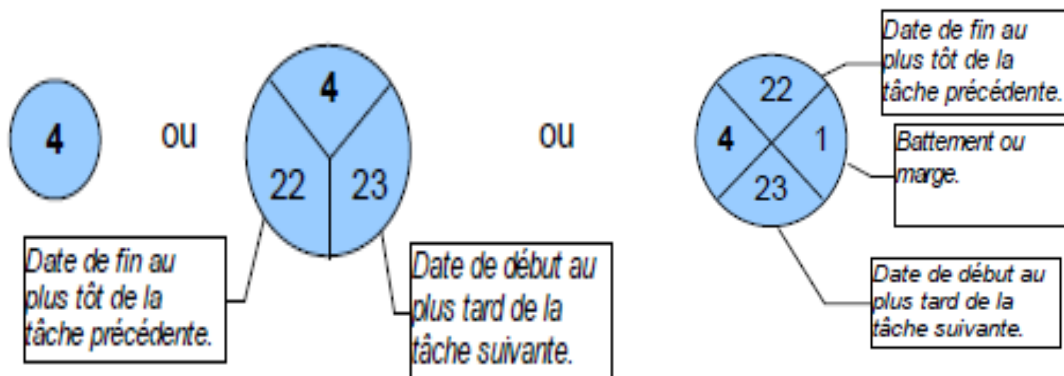 4
ou
4
22
23
Date de fin au
plus tôt de la
tâche précédente.
Date de début au
plus tard de la
tâche suivante.
ou
22
4
1
23
Date de fin au
plus tôt de la
tâche précédente.
Battement ou
marge.
Date de début au
plus tard de la
tâche suivante.